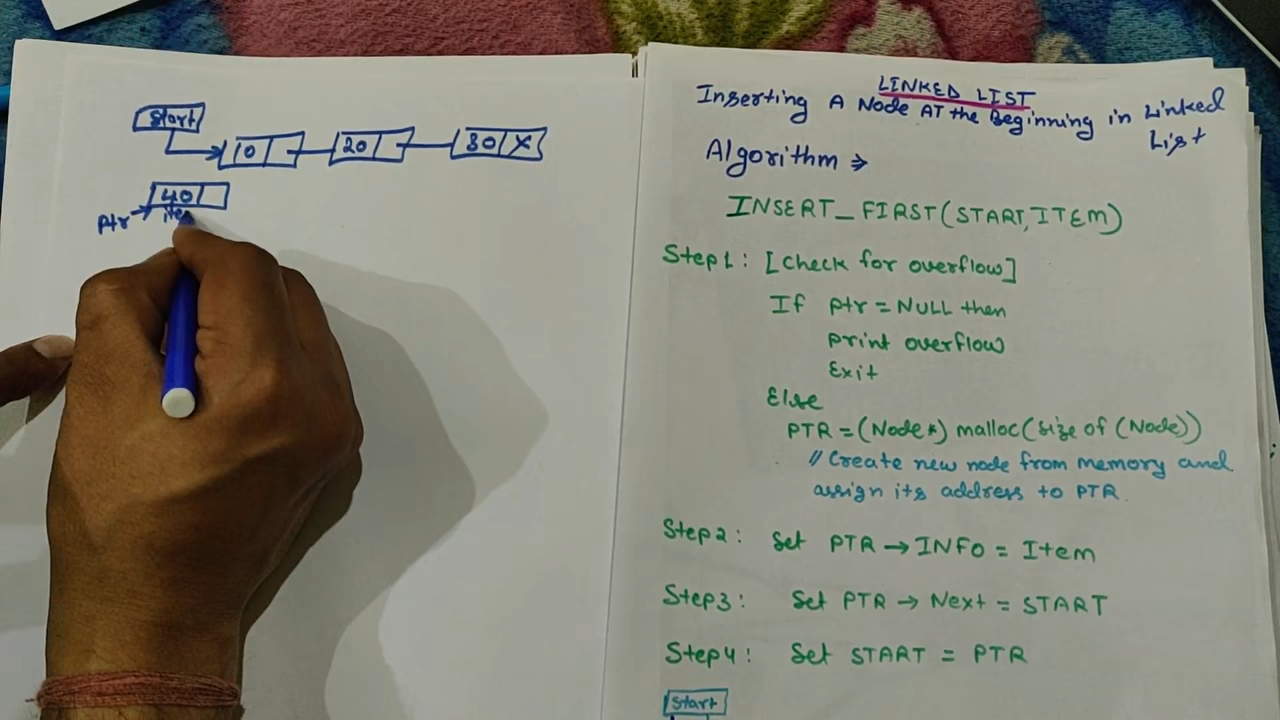 Start
10 20 30 X
40
Ptr
ite
LINKED LIST
Inserting A Node AT the Beginning in Linked List
Algorithm ⇒
INSERT_FIRST(START, ITEM)
Step1: [check for overflow]
If ptr = NULL then
print overflow
Exit
Else
PTR = (Node*) malloc(size of (Node))
// Create new node from memory and
assign its address to PTR.
Step2: Set PTR → INFO = Item
Step3: Set PTR → Next = START
Step4: Set START = PTR
Start